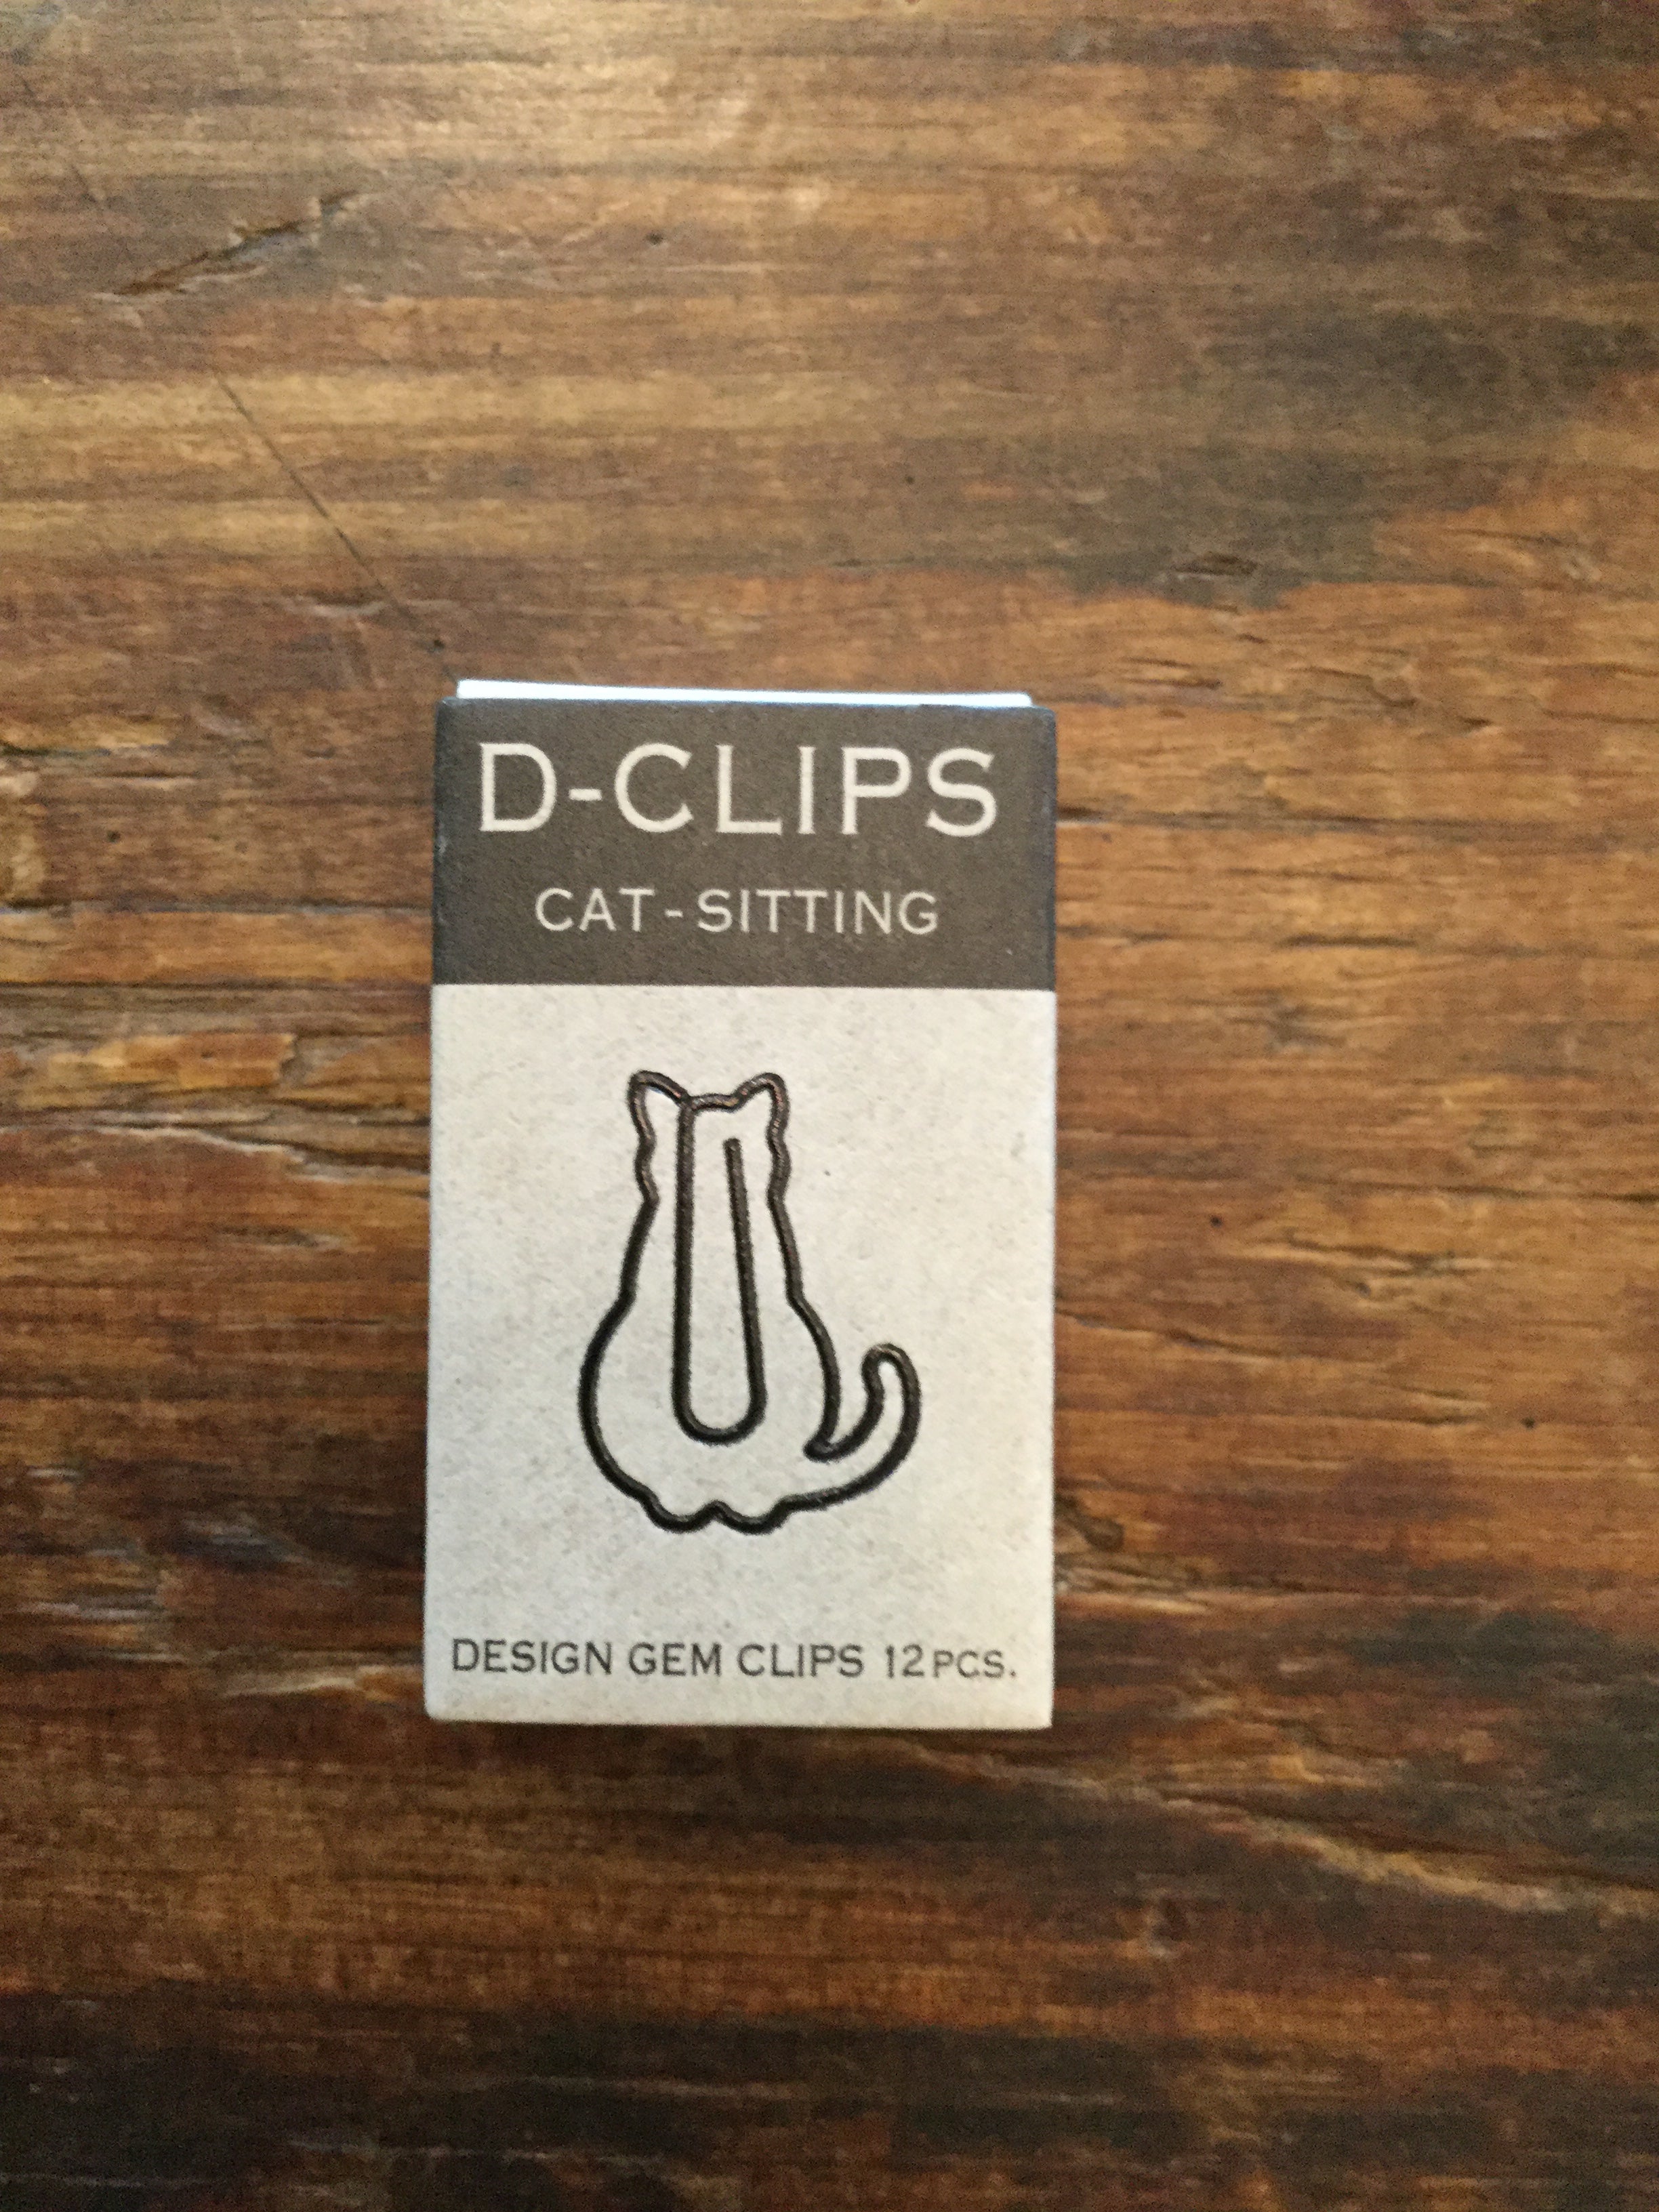 D-CLIPS
CAT-SITTING
DESIGN GEM CLIPS 12PCS.